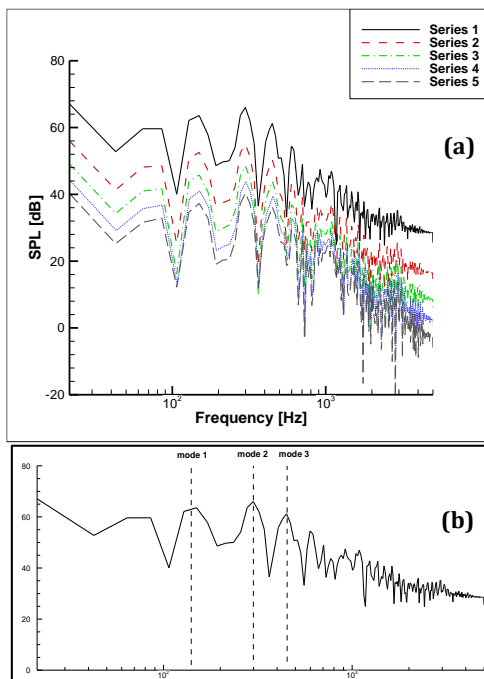 Series 1
Series 2
Series 3
Series 4
Series 5
(a)
80
60
40
20
0
-20
SPL [dB]
10²
10³
Frequency [Hz]
mode 1
mode 2
mode 3
(b)
80
60
40
20
0
10²
10³